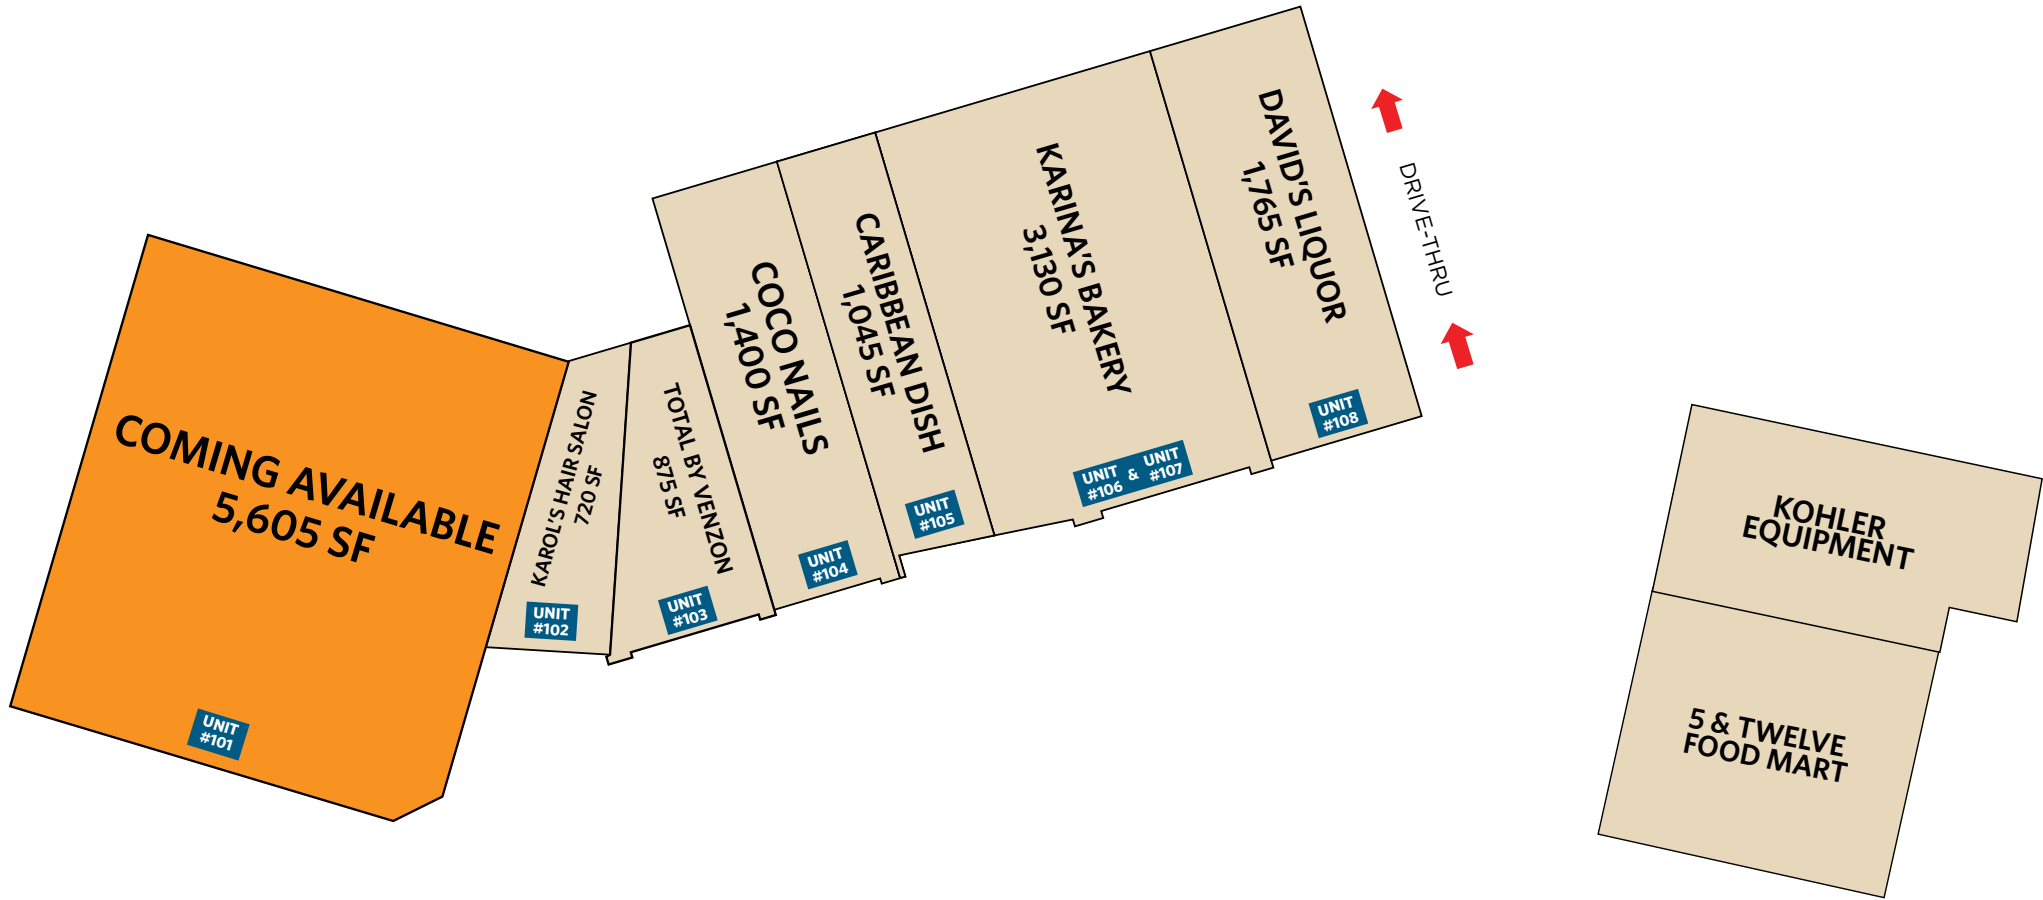 COMING AVAILABLE
5,605 SF
UNIT
#101
KAROL'S HAIR SALON
720 SF
UNIT
#102
TOTAL BY VENZON
875 SF
UNIT
#103
COCO NAILS
1,400 SF
UNIT
#104
CARIBBEAN DISH
1,045 SF
UNIT
#105
KARINA'S BAKERY
3,130 SF
UNIT & UNIT
#106 #107
DAVID'S LIQUOR
1,765 SF
UNIT
#108
DRIVE-THRU
KOHLER
EQUIPMENT
5 & TWELVE
FOOD MART